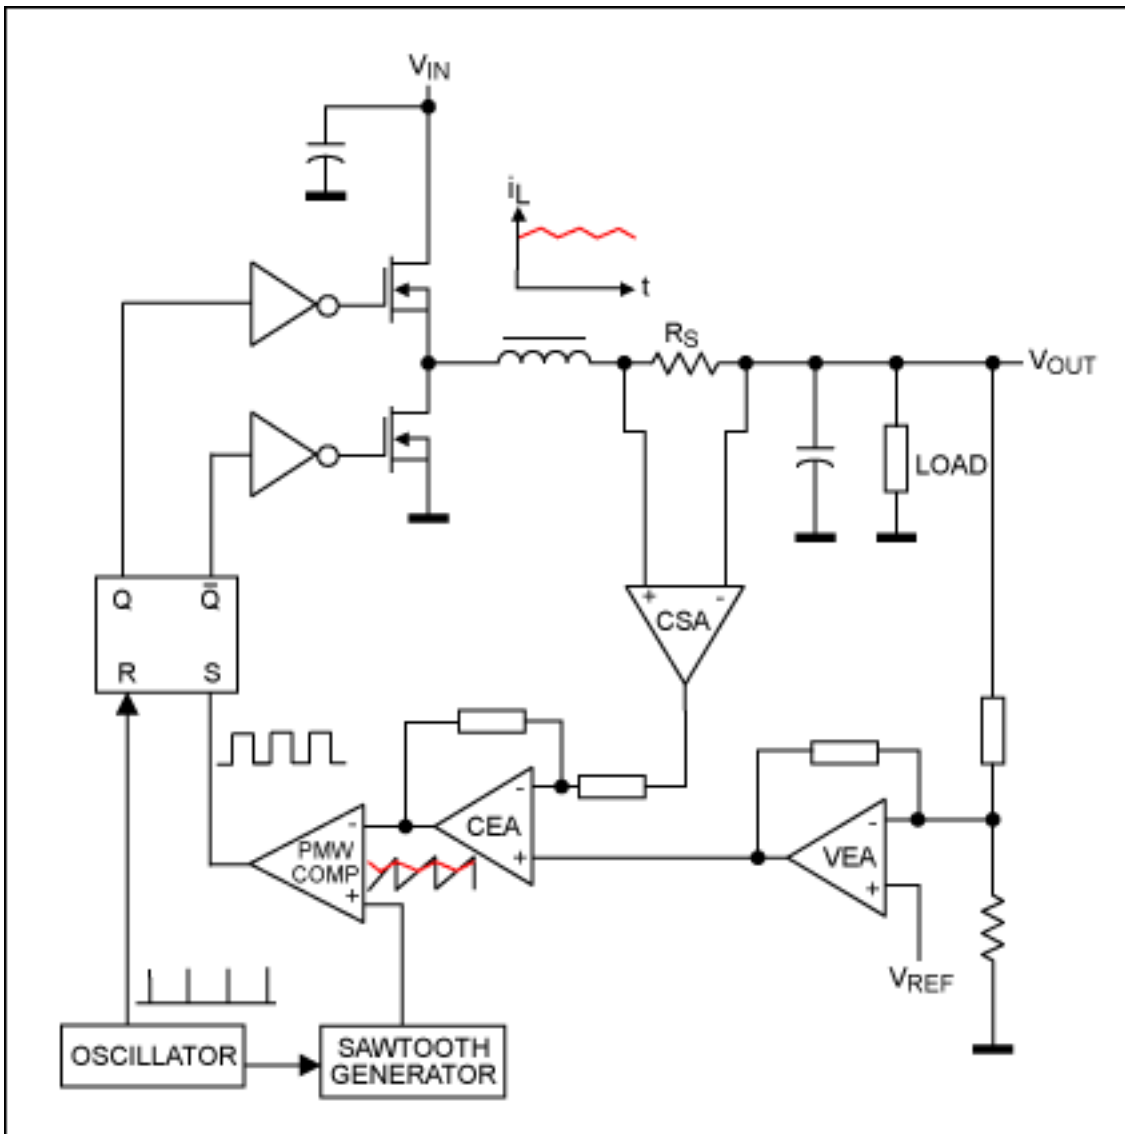 VIN
iL
t
RS
VOUT
LOAD
Q Q̅
R S
+ -
CSA
-
CEA
+
-
PMW
COMP
+
-
VEA
+
VREF
OSCILLATOR
SAWTOOTH
GENERATOR